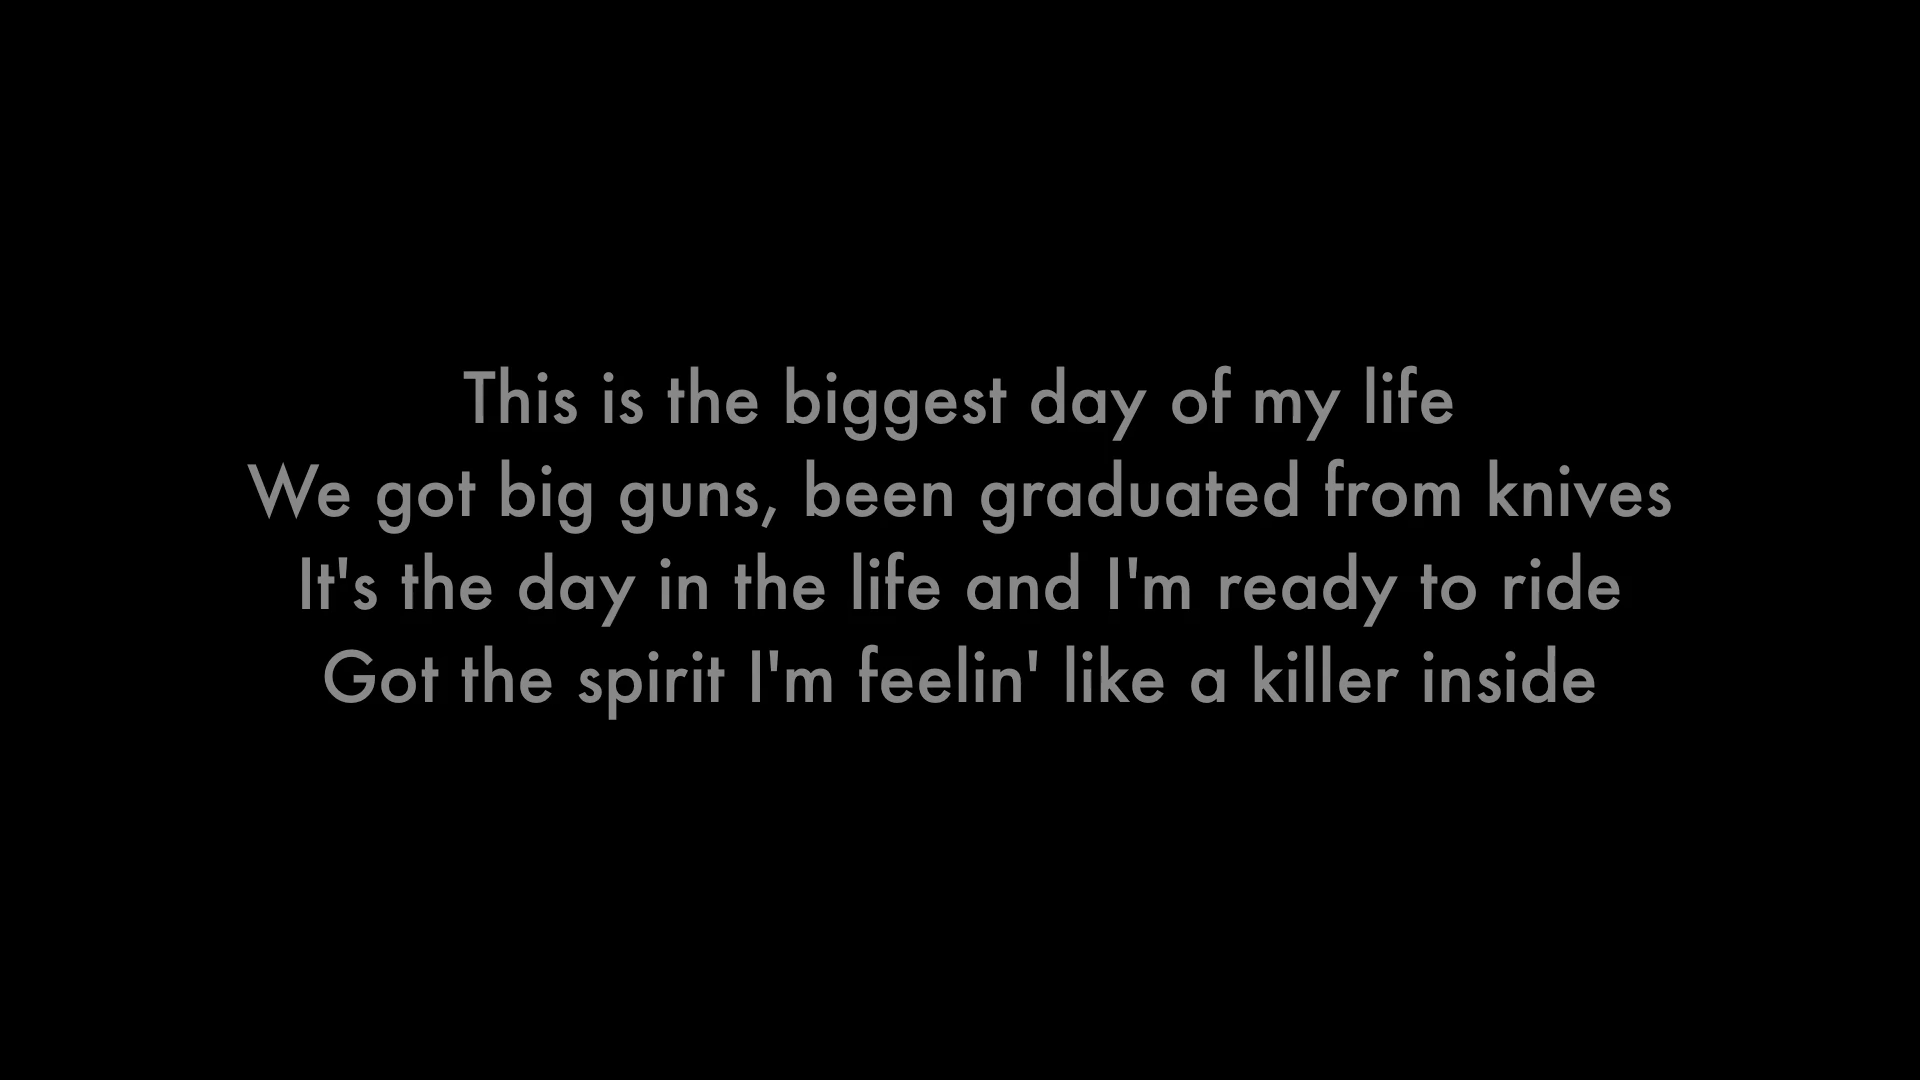 This is the biggest day of my life
We got big guns, been graduated from knives
It's the day in the life and I'm ready to ride
Got the spirit I'm feelin' like a killer inside